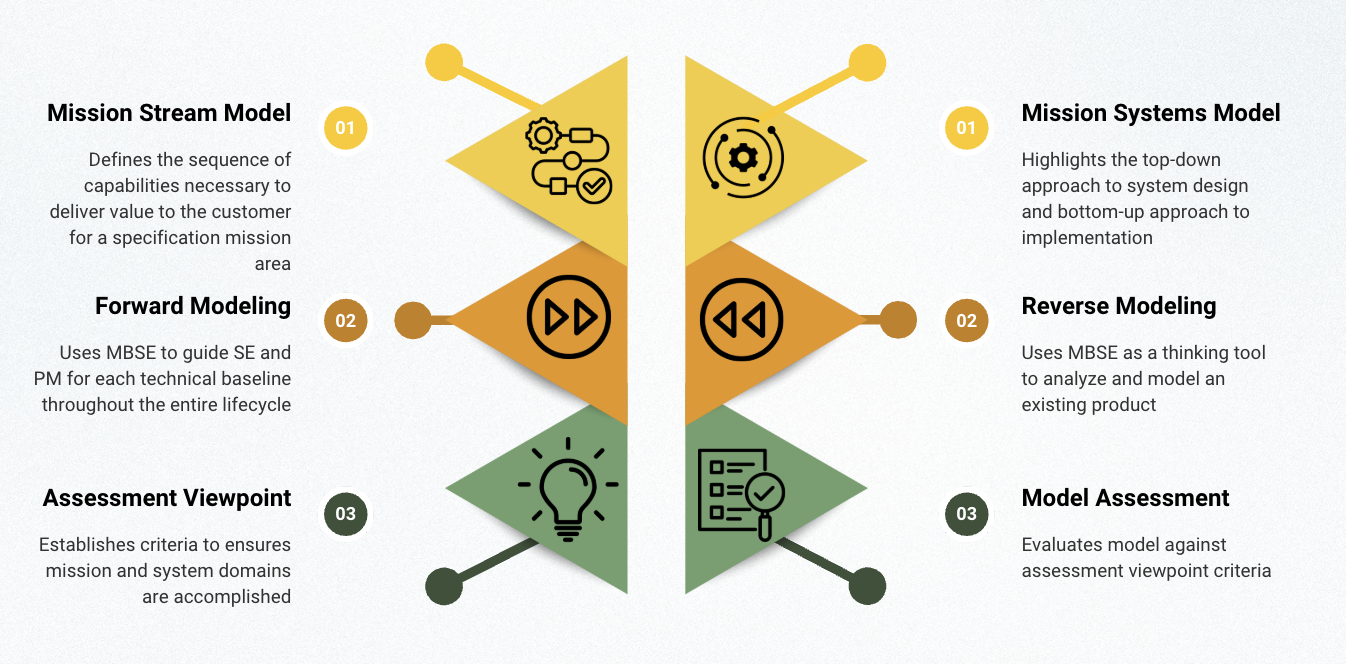 Mission Stream Model
01
Defines the sequence of
capabilities necessary to
deliver value to the customer
for a specification mission
area
Forward Modeling
02
Uses MBSE to guide SE and
PM for each technical baseline
throughout the entire lifecycle
Assessment Viewpoint
03
Establishes criteria to ensures
mission and system domains
are accomplished
01
Mission Systems Model
Highlights the top-down
approach to system design
and bottom-up approach to
implementation
02
Reverse Modeling
Uses MBSE as a thinking tool
to analyze and model an
existing product
03
Model Assessment
Evaluates model against
assessment viewpoint criteria